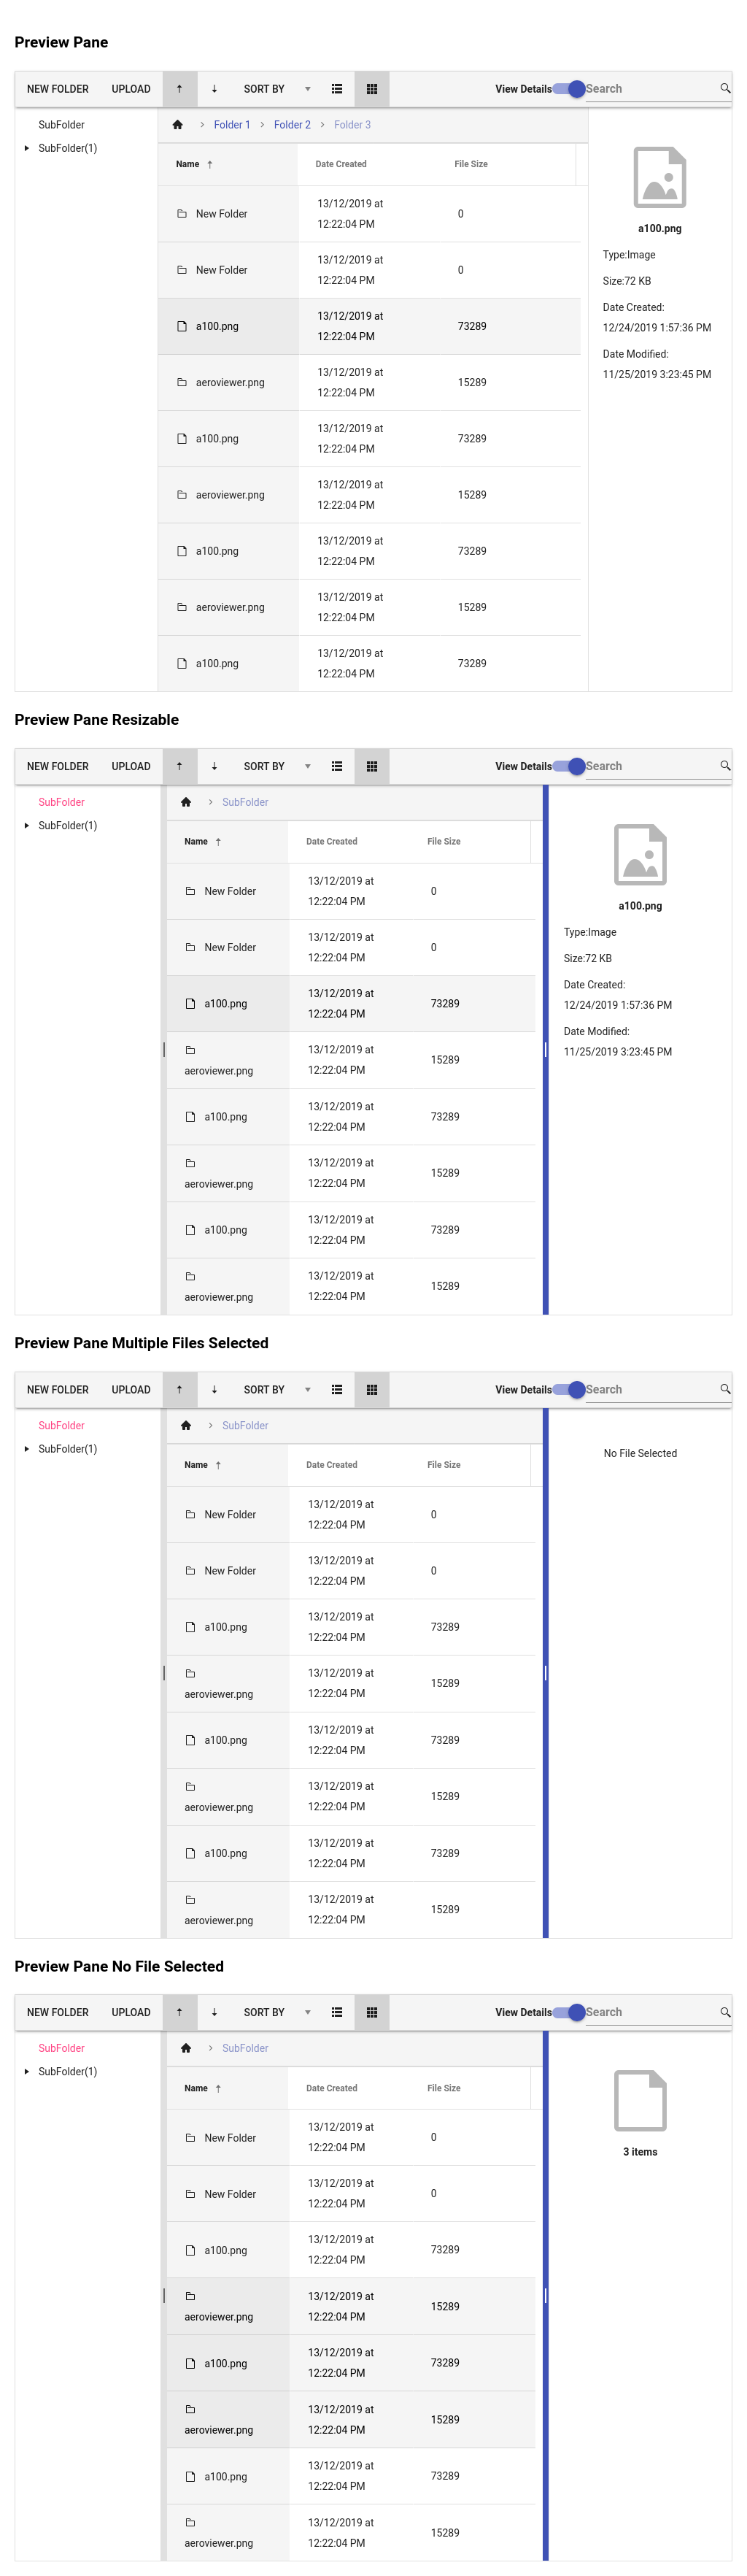 Preview Pane
NEW FOLDER UPLOAD SORT BY View Details Search
SubFolder
SubFolder(1)
Folder 1 Folder 2 Folder 3
Name Date Created File Size
New Folder 13/12/2019 at 12:22:04 PM 0
New Folder 13/12/2019 at 12:22:04 PM 0
a100.png 13/12/2019 at 12:22:04 PM 73289
aeroviewer.png 13/12/2019 at 12:22:04 PM 15289
a100.png 13/12/2019 at 12:22:04 PM 73289
aeroviewer.png 13/12/2019 at 12:22:04 PM 15289
a100.png 13/12/2019 at 12:22:04 PM 73289
aeroviewer.png 13/12/2019 at 12:22:04 PM 15289
a100.png 13/12/2019 at 12:22:04 PM 73289
a100.png
Type:Image
Size:72 KB
Date Created:
12/24/2019 1:57:36 PM
Date Modified:
11/25/2019 3:23:45 PM
Preview Pane Resizable
NEW FOLDER UPLOAD SORT BY View Details Search
SubFolder
SubFolder(1)
SubFolder
Name Date Created File Size
New Folder 13/12/2019 at 12:22:04 PM 0
New Folder 13/12/2019 at 12:22:04 PM 0
a100.png 13/12/2019 at 12:22:04 PM 73289
aeroviewer.png 13/12/2019 at 12:22:04 PM 15289
a100.png 13/12/2019 at 12:22:04 PM 73289
aeroviewer.png 13/12/2019 at 12:22:04 PM 15289
a100.png 13/12/2019 at 12:22:04 PM 73289
aeroviewer.png 13/12/2019 at 12:22:04 PM 15289
a100.png
Type:Image
Size:72 KB
Date Created:
12/24/2019 1:57:36 PM
Date Modified:
11/25/2019 3:23:45 PM
Preview Pane Multiple Files Selected
NEW FOLDER UPLOAD SORT BY View Details Search
SubFolder
SubFolder(1)
SubFolder
Name Date Created File Size
New Folder 13/12/2019 at 12:22:04 PM 0
New Folder 13/12/2019 at 12:22:04 PM 0
a100.png 13/12/2019 at 12:22:04 PM 73289
aeroviewer.png 13/12/2019 at 12:22:04 PM 15289
a100.png 13/12/2019 at 12:22:04 PM 73289
aeroviewer.png 13/12/2019 at 12:22:04 PM 15289
a100.png 13/12/2019 at 12:22:04 PM 73289
aeroviewer.png 13/12/2019 at 12:22:04 PM 15289
No File Selected
Preview Pane No File Selected
NEW FOLDER UPLOAD SORT BY View Details Search
SubFolder
SubFolder(1)
SubFolder
Name Date Created File Size
New Folder 13/12/2019 at 12:22:04 PM 0
New Folder 13/12/2019 at 12:22:04 PM 0
a100.png 13/12/2019 at 12:22:04 PM 73289
aeroviewer.png 13/12/2019 at 12:22:04 PM 15289
a100.png 13/12/2019 at 12:22:04 PM 73289
aeroviewer.png 13/12/2019 at 12:22:04 PM 15289
a100.png 13/12/2019 at 12:22:04 PM 73289
aeroviewer.png 13/12/2019 at 12:22:04 PM 15289
3 items